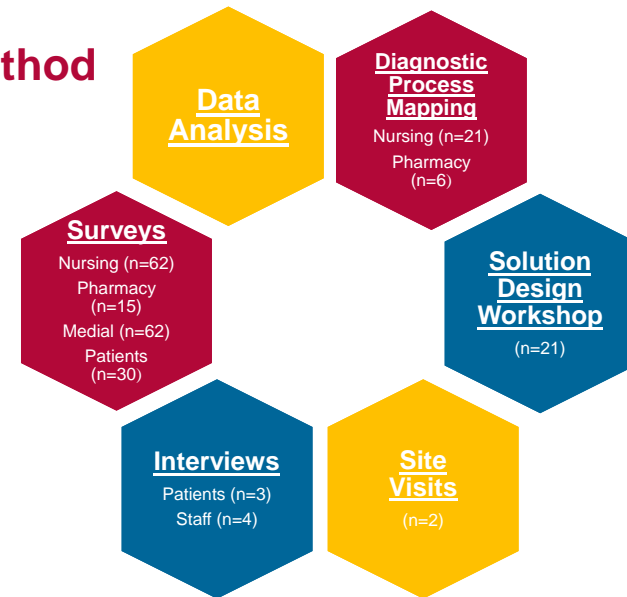 thod
Data
Analysis
Diagnostic
Process
Mapping
Nursing (n=21)
Pharmacy
(n=6)
Surveys
Nursing (n=62)
Pharmacy
(n=15)
Medial (n=62)
Patients
(n=30)
Solution
Design
Workshop
(n=21)
Interviews
Patients (n=3)
Staff (n=4)
Site
Visits
(n=2)